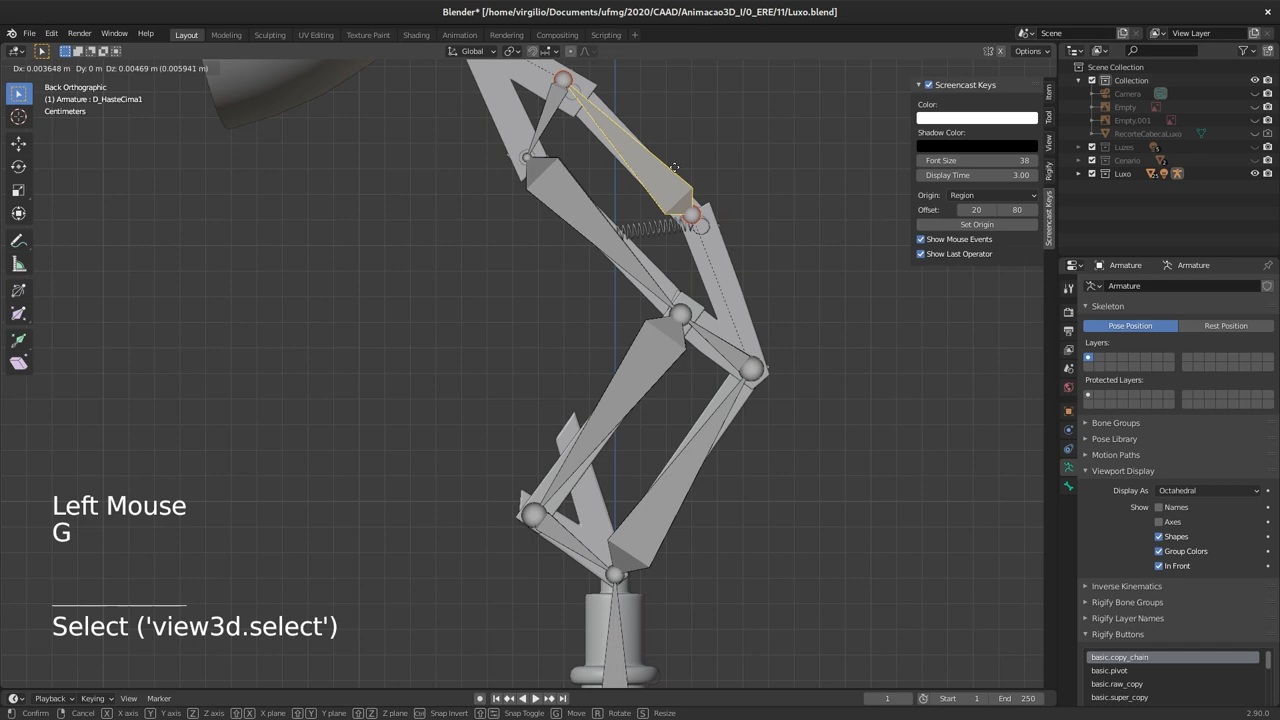 Blender* [/home/virgilio/Documents/ufmg/2020/CAAD/Animacao3D_I/0_ERE/11/Luxo.blend]
File Edit Render Window Help Layout Modeling Sculpting UV Editing Texture Paint Shading Animation Rendering Compositing Scripting Scene View Layer
Global Options
Dx: 0.003648 m Dy: 0 m Dz: 0.00469 m (0.005941 m)
Back Orthographic
(1) Armature : D_HasteCima1
Centimeters
Left Mouse
G
Select ('view3d.select')
Screencast Keys
Color:
Shadow Color:
Font Size 38
Display Time 3.00
Origin: Region
Offset: 20 80
Set Origin
Show Mouse Events
Show Last Operator
Item
Tool
View
Rigify
Screencast Keys
Scene Collection
Collection
Camera
Empty
Empty.001
RecorteCabecaLuxo
Luzes
Cenario
Luxo
Armature Armature
Armature
Skeleton
Pose Position Rest Position
Layers:
Protected Layers:
Bone Groups
Pose Library
Motion Paths
Viewport Display
Display As Octahedral
Show Names
Axes
Shapes
Group Colors
In Front
Inverse Kinematics
Rigify Bone Groups
Rigify Layer Names
Rigify Buttons
basic.copy_chain
basic.pivot
basic.raw_copy
basic.super_copy
Playback Keying View Marker 1 Start 1 End 250
Confirm Cancel X X axis Y Y axis Z Z axis X X plane Y Y plane Z Z plane Snap Invert Snap Toggle G Move R Rotate S Resize 2.90.0